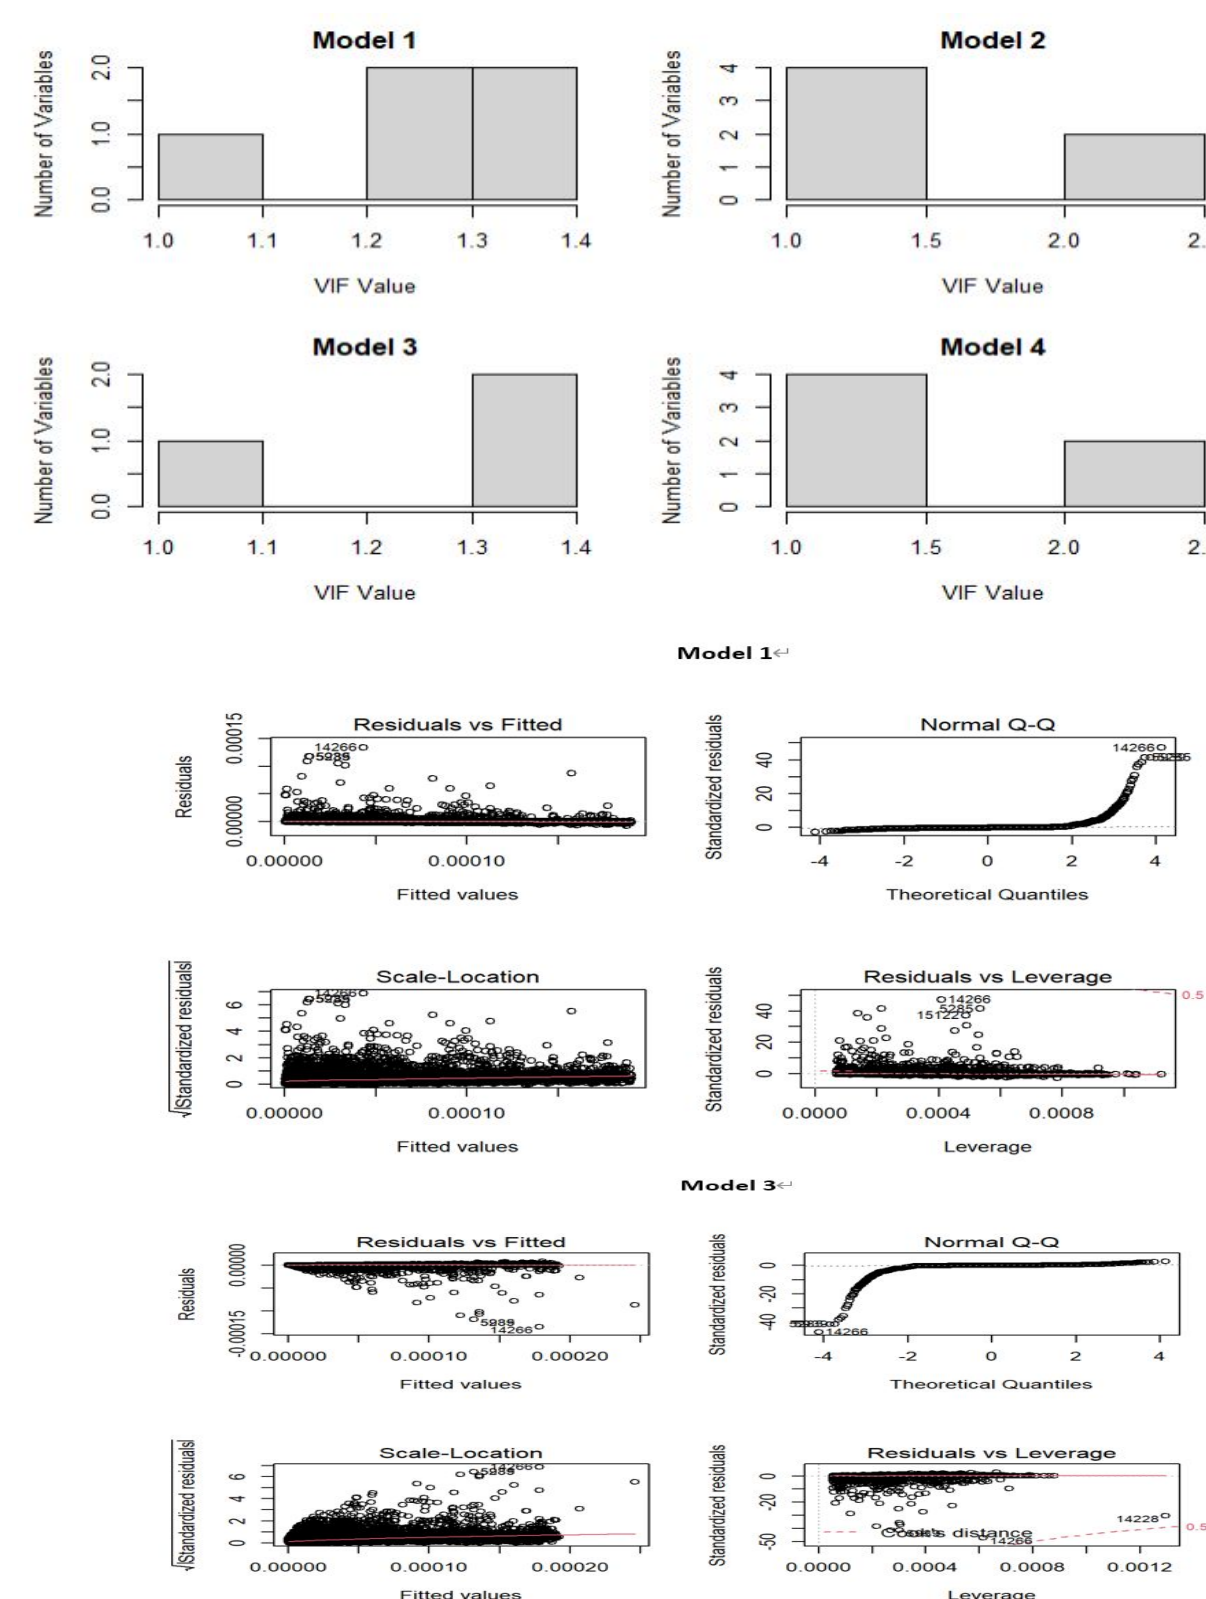 Model 1
Number of Variables
0.0 1.0 2.0
1.0 1.1 1.2 1.3 1.4
VIF Value
Model 2
Number of Variables
0 1 2 3 4
1.0 1.5 2.0 2.
VIF Value
Model 3
Number of Variables
0.0 1.0 2.0
1.0 1.1 1.2 1.3 1.4
VIF Value
Model 4
Number of Variables
0 1 2 3 4
1.0 1.5 2.0 2.
VIF Value
Model 1↵
Residuals vs Fitted
Residuals
0.00000 0.00015
14266
0.00000 0.00010
Fitted values
Normal Q-Q
Standardized residuals
0 20 40
14266
-4 -2 0 2 4
Theoretical Quantiles
Scale-Location
√|Standardized residuals|
0 2 4 6
14266
0.00000 0.00010
Fitted values
Residuals vs Leverage
Standardized residuals
0 20 40
14266
5285
15122
0.5
0.0000 0.0004 0.0008
Leverage
Model 3↵
Residuals vs Fitted
Residuals
-0.00015 0.00000
14266
0.00000 0.00010 0.00020
Fitted values
Normal Q-Q
Standardized residuals
-40 -20 0
14266
-4 -2 0 2 4
Theoretical Quantiles
Scale-Location
√|Standardized residuals|
0 2 4 6
14266
0.00000 0.00010 0.00020
Fitted values
Residuals vs Leverage
Standardized residuals
-50 -20 0
14228
Cook's distance
14266
0.5
0.0000 0.0004 0.0008 0.0012
Leverage